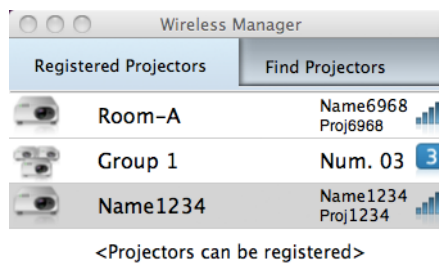 Wireless Manager
Registered Projectors Find Projectors
Room-A Name6968
Proj6968
Group 1 Num. 03 3
Name1234 Name1234
Proj1234
<Projectors can be registered>